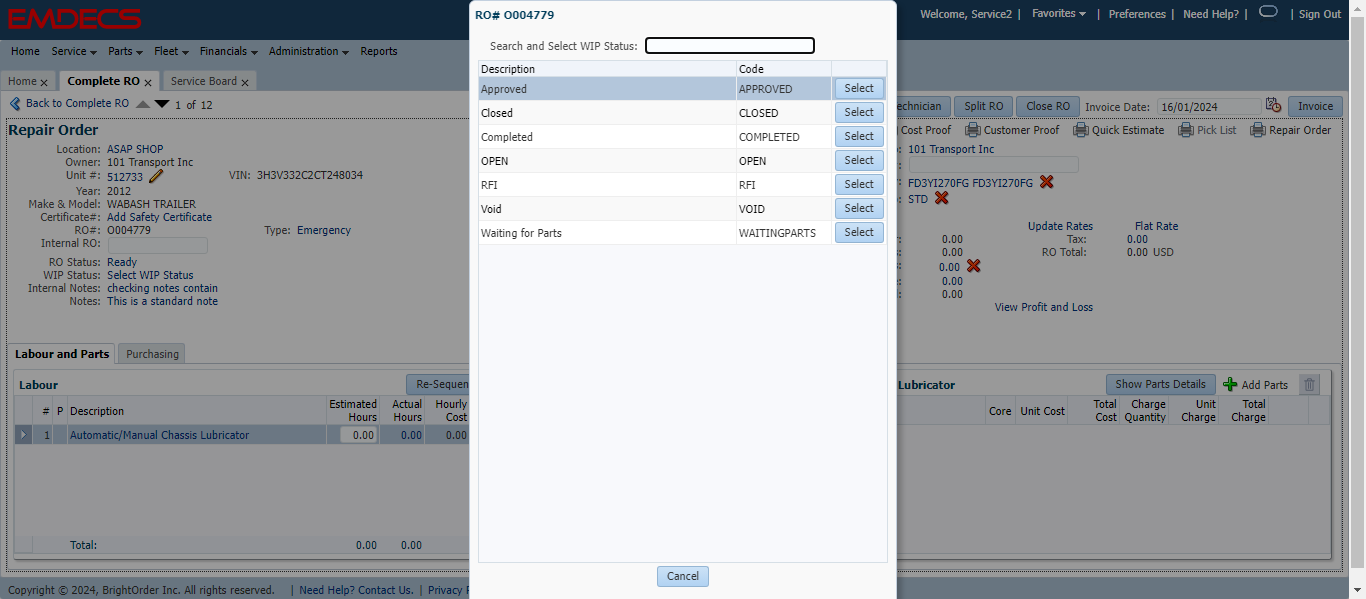 EMDECS
Welcome, Service2 | Favorites | Preferences | Need Help? | | Sign Out
Home Service Parts Fleet Financials Administration Reports
Home x Complete RO x Service Board x
Back to Complete RO 1 of 12
Technician Split RO Close RO Invoice Date: 16/01/2024 Invoice
Cost Proof Customer Proof Quick Estimate Pick List Repair Order
Repair Order
Location: ASAP SHOP
Owner: 101 Transport Inc
Unit #: 512733 VIN: 3H3V332C2CT248034
Year: 2012
Make & Model: WABASH TRAILER
Certificate#: Add Safety Certificate
RO#: O004779 Type: Emergency
Internal RO:
RO Status: Ready
WIP Status: Select WIP Status
Internal Notes: checking notes contain
Notes: This is a standard note
RO# O004779
Search and Select WIP Status:
Description Code
Approved APPROVED Select
Closed CLOSED Select
Completed COMPLETED Select
OPEN OPEN Select
RFI RFI Select
Void VOID Select
Waiting for Parts WAITINGPARTS Select
Cancel
101 Transport Inc
:
: FD3YI270FG FD3YI270FG
: STD
Update Rates Flat Rate
: 0.00 Tax: 0.00
: 0.00 RO Total: 0.00 USD
: 0.00
: 0.00
: 0.00
View Profit and Loss
Labour and Parts Purchasing
Labour Re-Sequen
# P Description Estimated Hours Actual Hours Hourly Cost
1 Automatic/Manual Chassis Lubricator 0.00 0.00 0.00
Total: 0.00 0.00
Lubricator Show Parts Details Add Parts
Core Unit Cost Total Cost Charge Quantity Unit Charge Total Charge
Copyright © 2024, BrightOrder Inc. All rights reserved. | Need Help? Contact Us. | Privacy